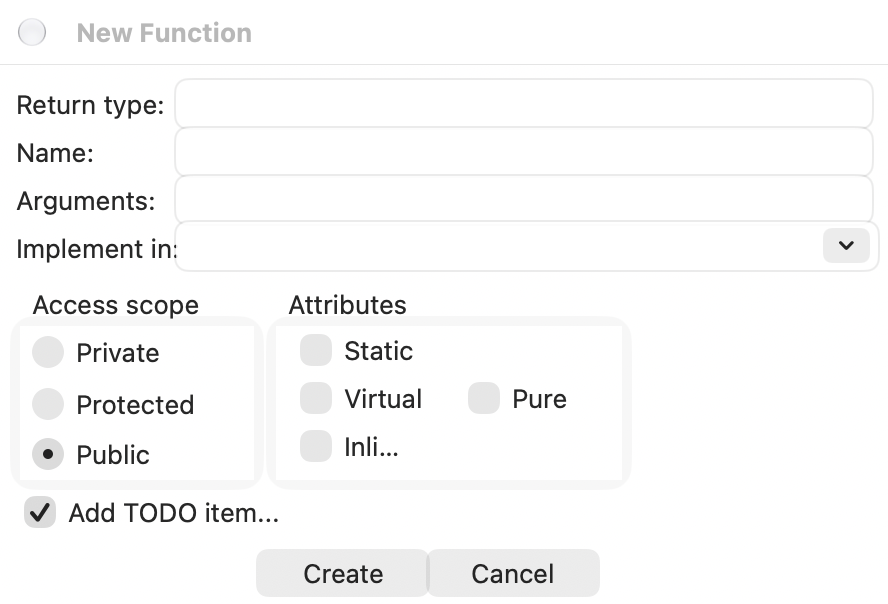 New Function
Return type:
Name:
Arguments:
Implement in:
Access scope
Private
Protected
Public
Attributes
Static
Virtual
Pure
Inli...
Add TODO item...
Create
Cancel